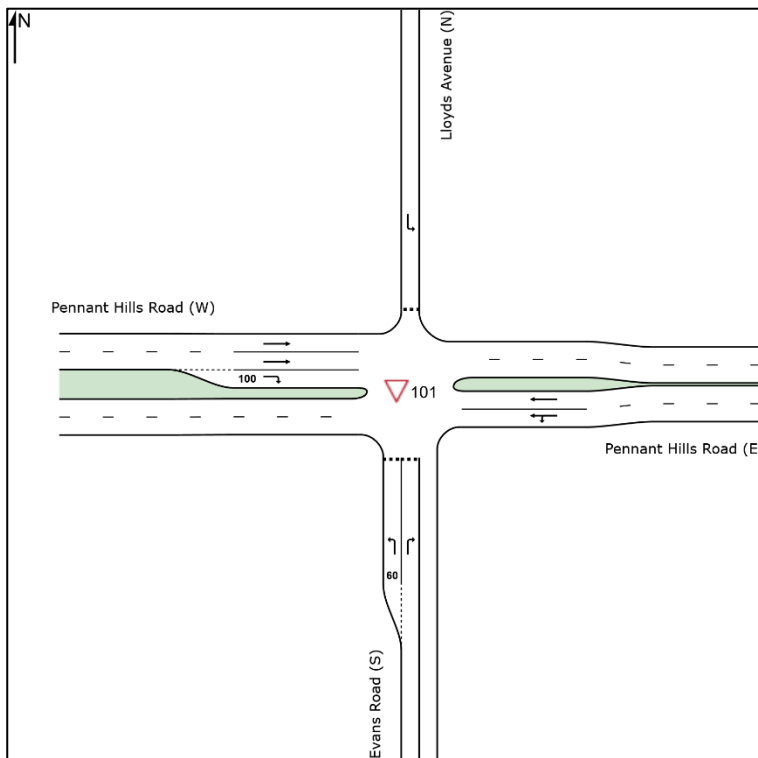 N
Lloyds Avenue (N)
Pennant Hills Road (W)
100
101
Pennant Hills Road (E
60
Evans Road (S)